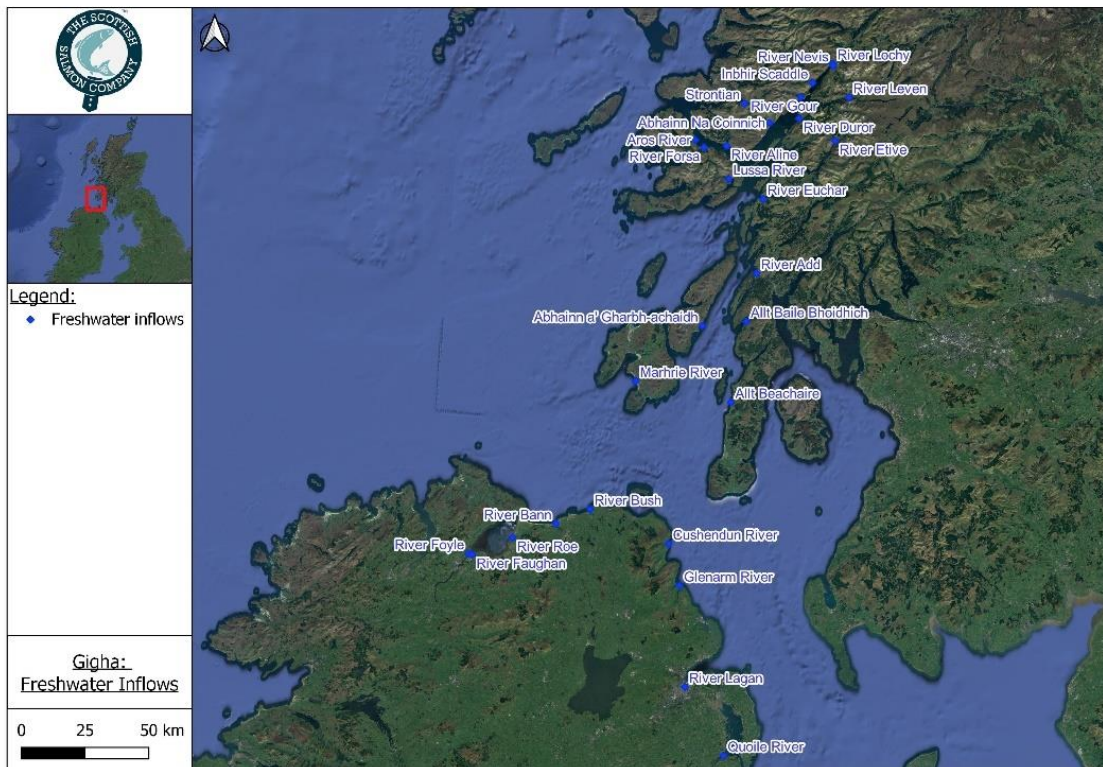 THE SCOTTISH
SALMON COMPANY
Legend:
Freshwater inflows
Gigha:
Freshwater Inflows
0 25 50 km
River Nevis
River Lochy
Inbhir Scaddle
Strontian
River Leven
River Gour
Abhainn Na Coinnich
River Duror
Aros River
River Etive
River Forsa
River Aline
Lussa River
River Euchar
River Add
Abhainn a' Gharbh-achaidh
Allt Baile Bhoidhich
Marhrie River
Allt Beachaire
River Bush
River Bann
River Foyle
River Roe
Cushendun River
River Faughan
Glenarm River
River Lagan
Quoile River